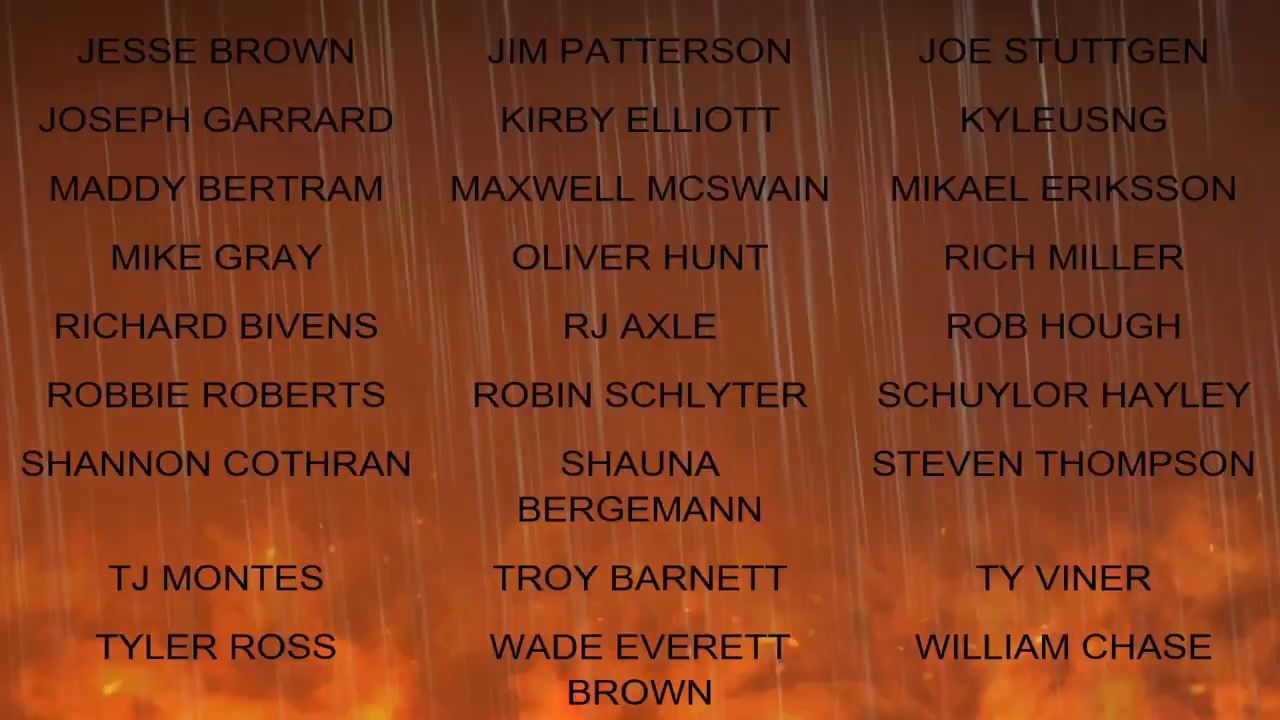 JESSE BROWN JIM PATTERSON JOE STUTTGEN
JOSEPH GARRARD KIRBY ELLIOTT KYLEUSNG
MADDY BERTRAM MAXWELL MCSWAIN MIKAEL ERIKSSON
MIKE GRAY OLIVER HUNT RICH MILLER
RICHARD BIVENS RJ AXLE ROB HOUGH
ROBBIE ROBERTS ROBIN SCHLYTER SCHUYLOR HAYLEY
SHANNON COTHRAN SHAUNA STEVEN THOMPSON
BERGEMANN
TJ MONTES TROY BARNETT TY VINER
TYLER ROSS WADE EVERETT WILLIAM CHASE
BROWN